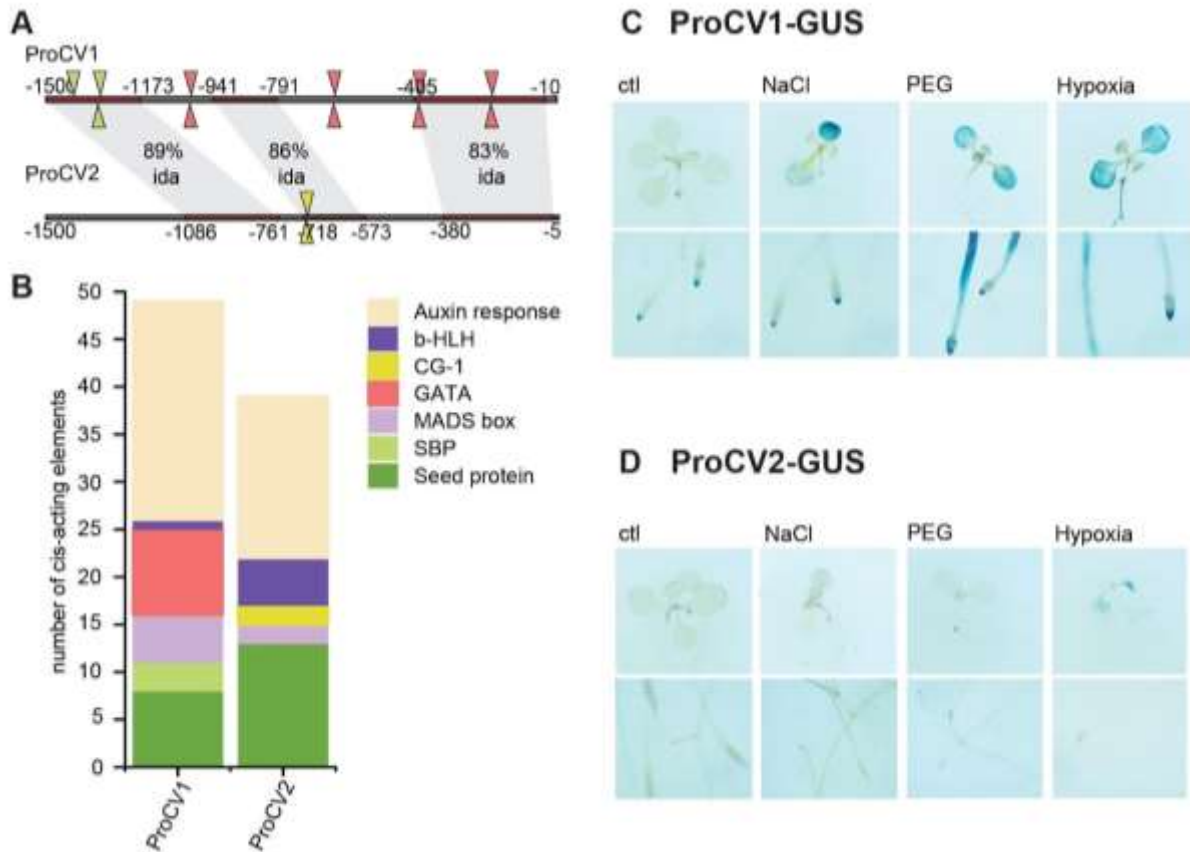 A
ProCV1
-1500 -1173 -941 -791 -405 -10
89% 86% 83%
ida ida ida
ProCV2
-1500 -1086 -761 -718 -573 -380 -5
B
50
45
40
35
30
25
20
15
10
5
0
number of cis-acting elements
ProCV1
ProCV2
Auxin response
b-HLH
CG-1
GATA
MADS box
SBP
Seed protein
C ProCV1-GUS
ctl NaCl PEG Hypoxia
D ProCV2-GUS
ctl NaCl PEG Hypoxia